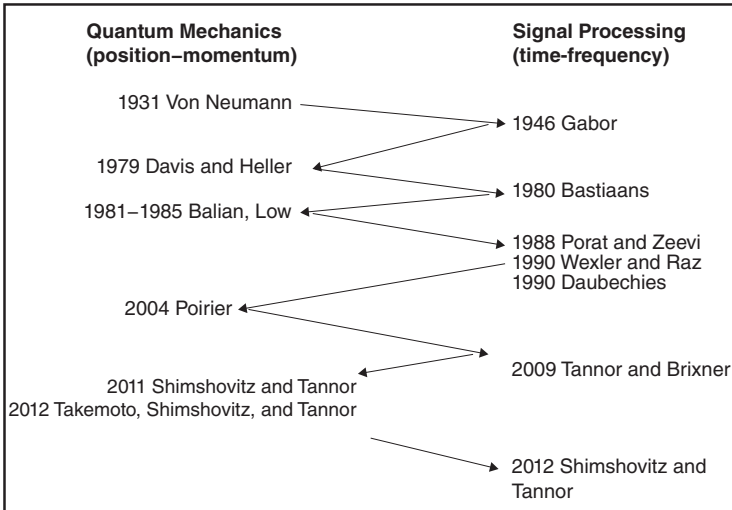 Quantum Mechanics
(position–momentum)
Signal Processing
(time-frequency)
1931 Von Neumann
1946 Gabor
1979 Davis and Heller
1980 Bastiaans
1981–1985 Balian, Low
1988 Porat and Zeevi
1990 Wexler and Raz
1990 Daubechies
2004 Poirier
2009 Tannor and Brixner
2011 Shimshovitz and Tannor
2012 Takemoto, Shimshovitz, and Tannor
2012 Shimshovitz and
Tannor